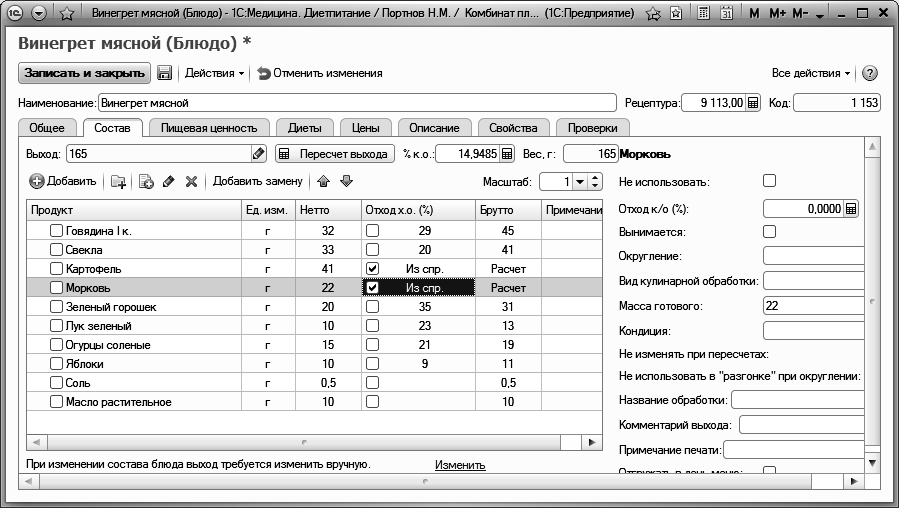 Винегрет мясной (Блюдо) - 1С:Медицина. Диетпитание / Портнов Н.М. / Комбинат пл... (1С:Предприятие) M M+ M-
Винегрет мясной (Блюдо) *
Записать и закрыть Действия Отменить изменения Все действия ?
Наименование: Винегрет мясной Рецептура: 9 113,00 Код: 1 153
Общее Состав Пищевая ценность Диеты Цены Описание Свойства Проверки
Выход: 165 Пересчет выхода % к.о.: 14,9485 Вес, г: 165 Морковь
Добавить Добавить замену Масштаб: 1 Не использовать:
Продукт Ед. изм. Нетто Отход х.о. (%) Брутто Примечани Отход к/о (%): 0,0000
Говядина I к. г 32 29 45 Вынимается:
Свекла г 33 20 41 Округление:
Картофель г 41 Из спр. Расчет Вид кулинарной обработки:
Морковь г 22 Из спр. Расчет Масса готового: 22
Зеленый горошек г 20 35 31
Лук зеленый г 10 23 13 Кондиция:
Огурцы соленые г 15 21 19 Не изменять при пересчетах:
Яблоки г 10 9 11 Не использовать в "разгонке" при округлении:
Соль г 0,5 0,5 Название обработки:
Масло растительное г 10 10 Комментарий выхода:
Примечание печати:
При изменении состава блюда выход требуется изменить вручную. Изменить Отгружать в день меню: